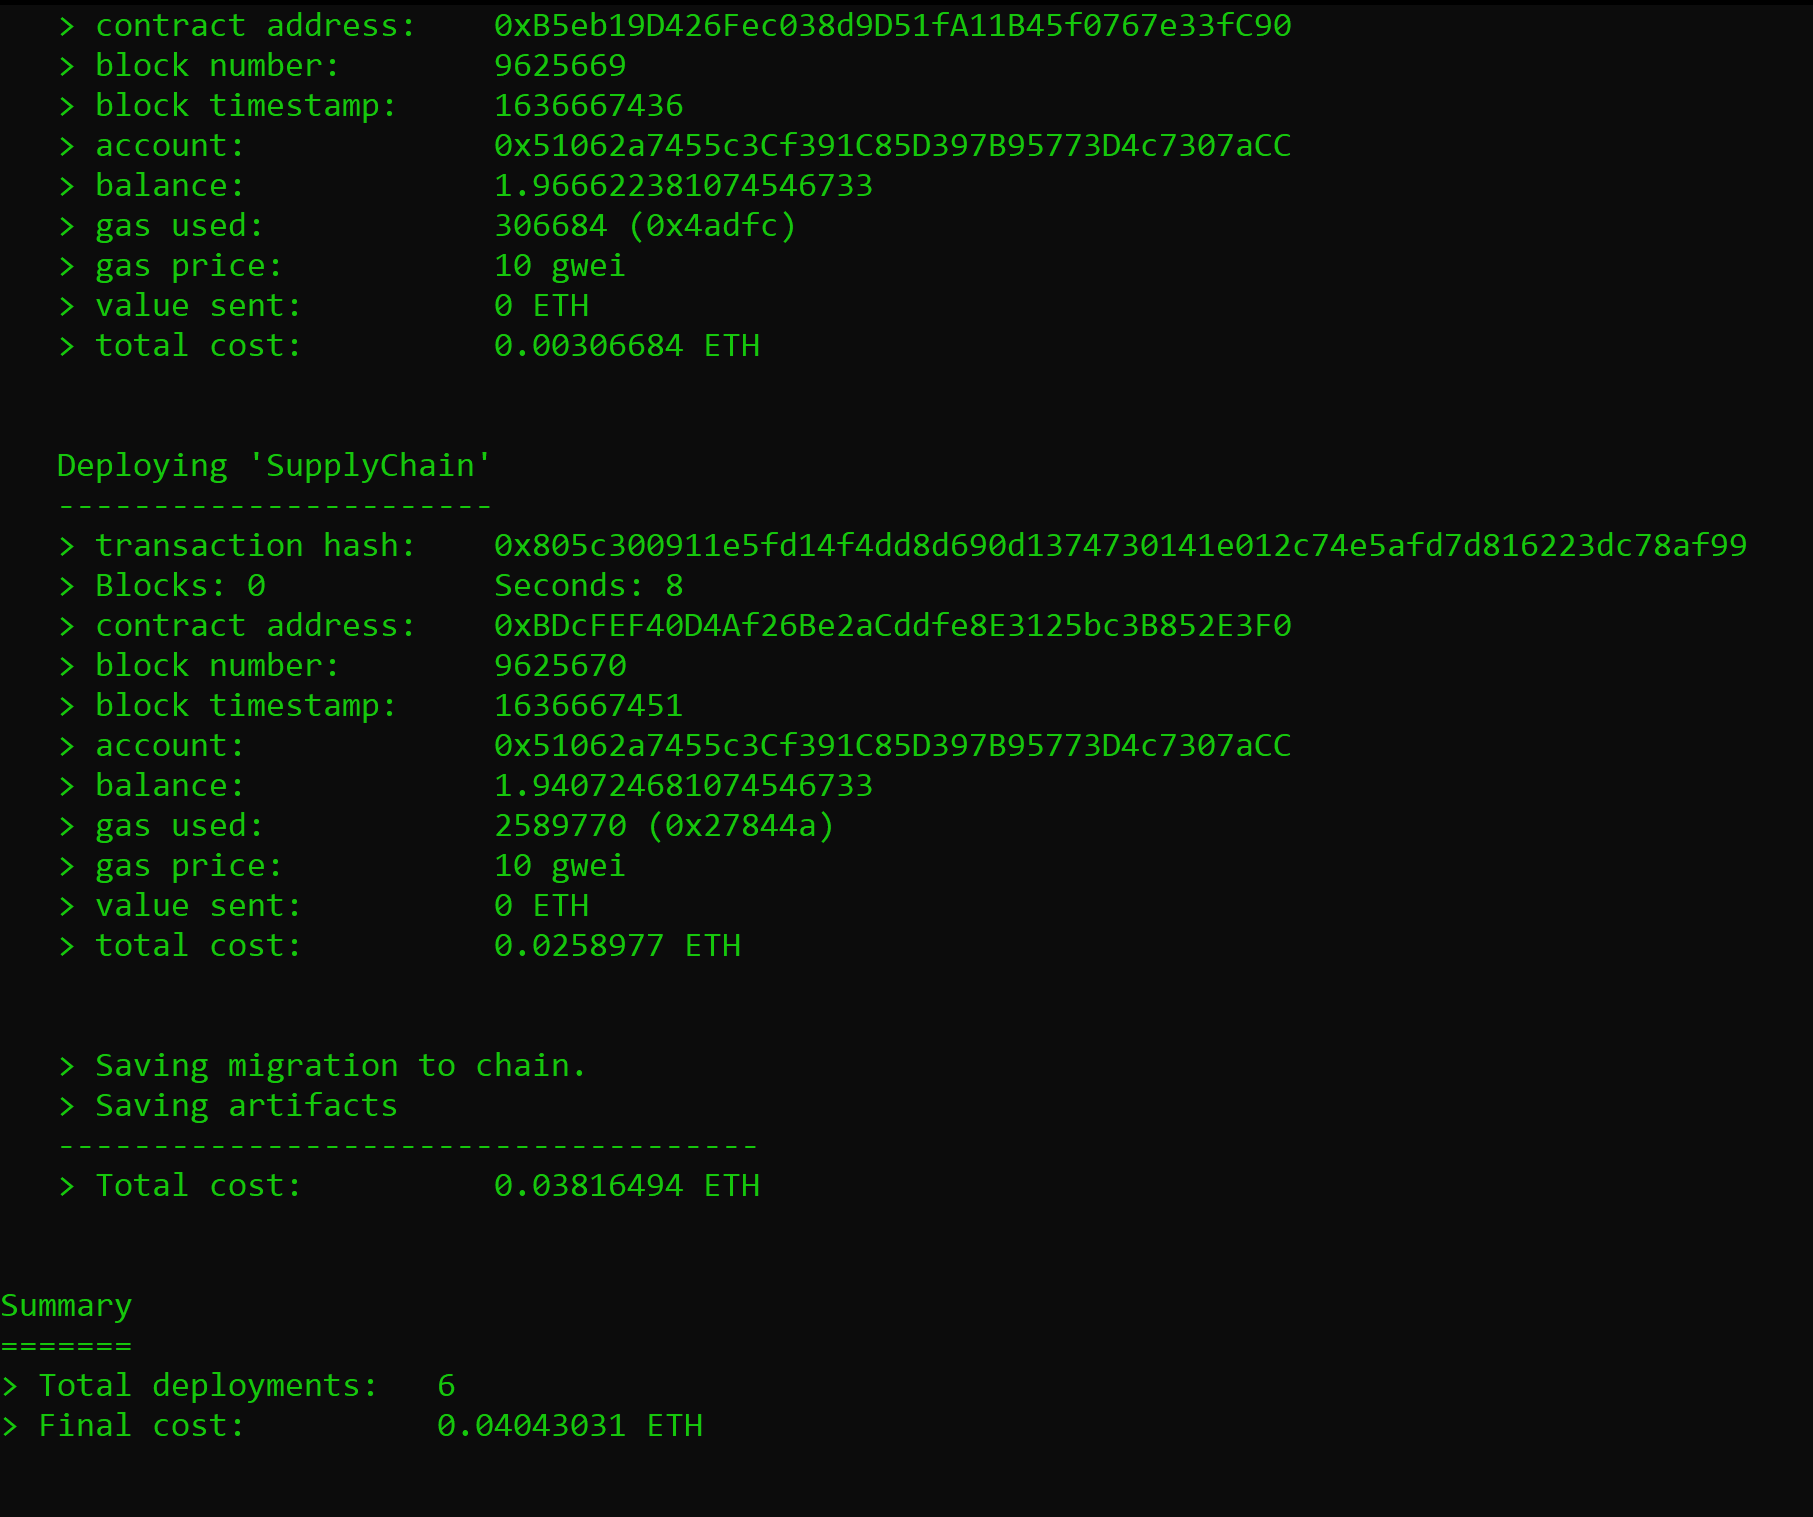 > contract address:    0xB5eb19D426Fec038d9D51fA11B45f0767e33fC90
> block number:        9625669
> block timestamp:     1636667436
> account:             0x51062a7455c3Cf391C85D397B95773D4c7307aCC
> balance:             1.966622381074546733
> gas used:            306684 (0x4adfc)
> gas price:           10 gwei
> value sent:          0 ETH
> total cost:          0.00306684 ETH
Deploying 'SupplyChain'
-----------------------
> transaction hash:    0x805c300911e5fd14f4dd8d690d1374730141e012c74e5afd7d816223dc78af99
> Blocks: 0            Seconds: 8
> contract address:    0xBDcFEF40D4Af26Be2aCddfe8E3125bc3B852E3F0
> block number:        9625670
> block timestamp:     1636667451
> account:             0x51062a7455c3Cf391C85D397B95773D4c7307aCC
> balance:             1.940724681074546733
> gas used:            2589770 (0x27844a)
> gas price:           10 gwei
> value sent:          0 ETH
> total cost:          0.0258977 ETH
> Saving migration to chain.
> Saving artifacts
-------------------------------------
> Total cost:          0.03816494 ETH
Summary
=======
> Total deployments:   6
> Final cost:          0.04043031 ETH